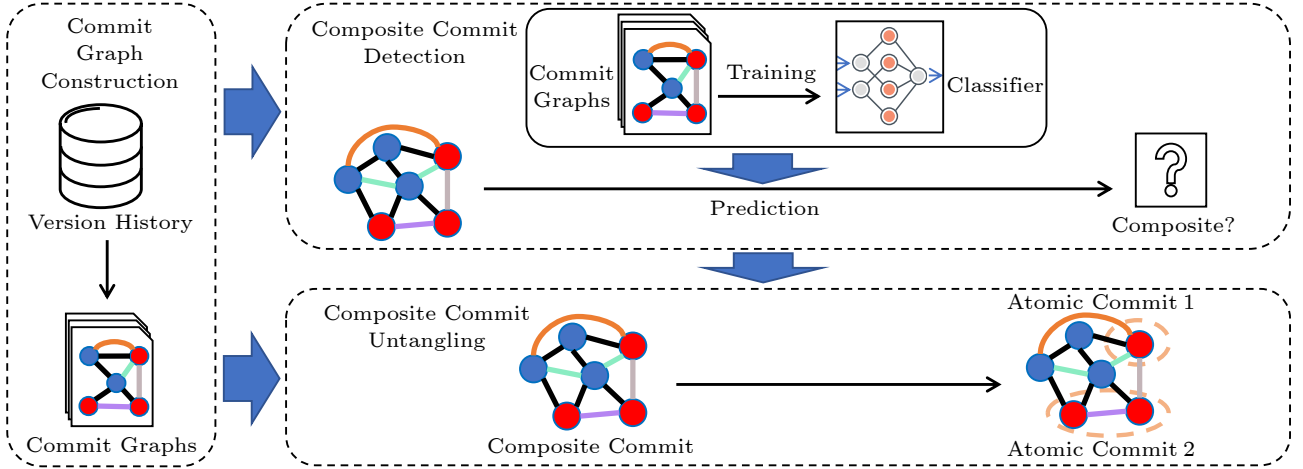 Commit
Graph
Construction
Version History
Commit Graphs
Composite Commit
Detection
Commit
Graphs
Training
Classifier
Prediction
?
Composite?
Composite Commit
Untangling
Composite Commit
Atomic Commit 1
Atomic Commit 2